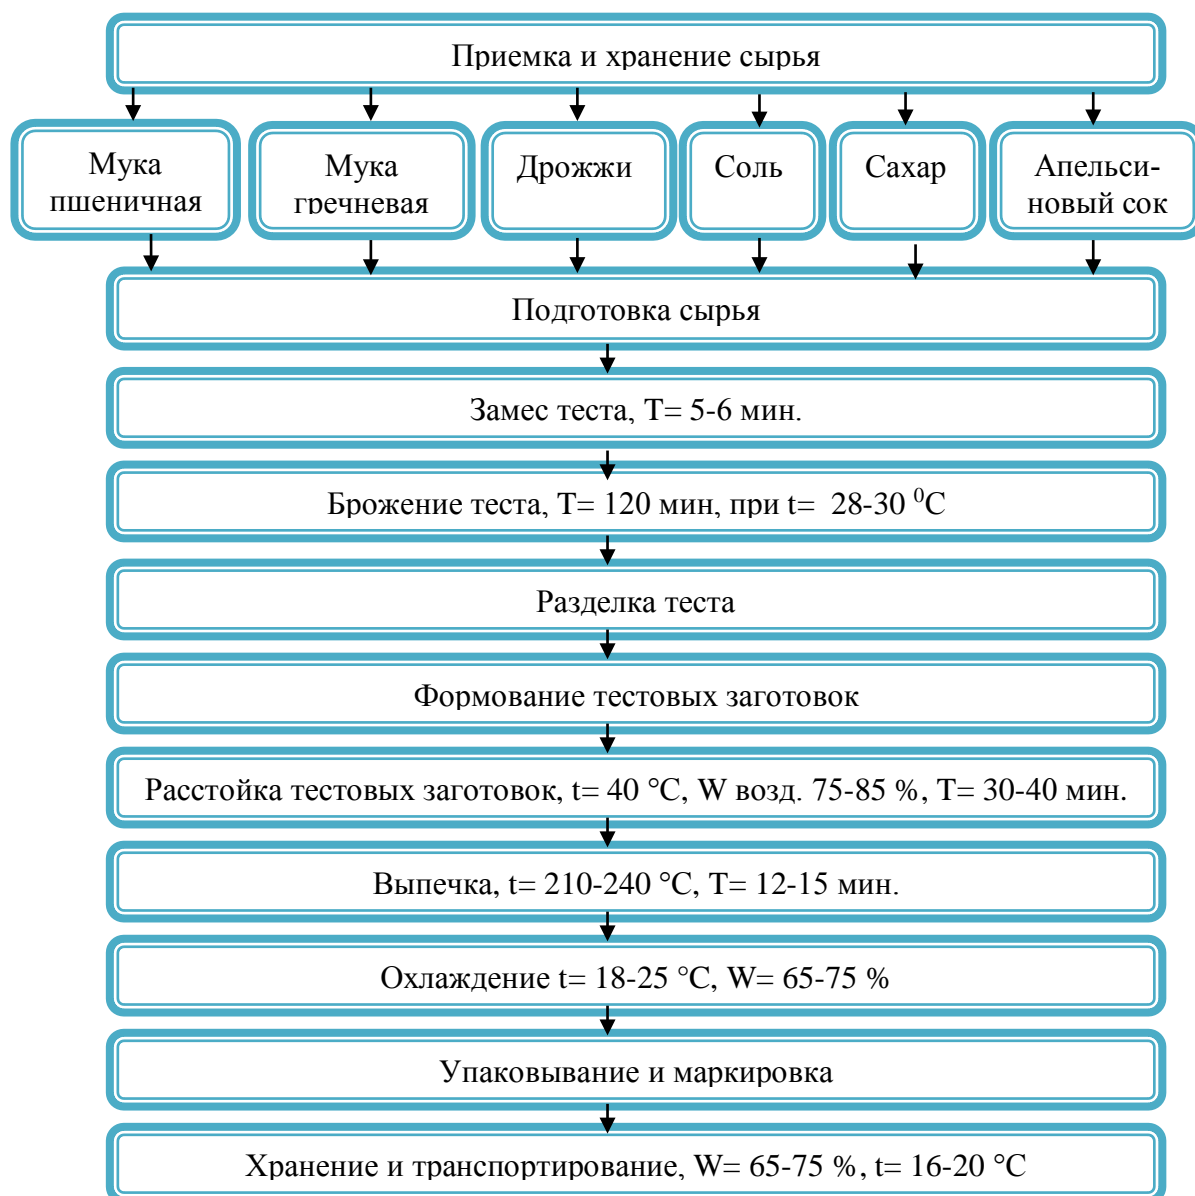 Приемка и хранение сырья
Мука
пшеничная
Мука
гречневая
Дрожжи
Соль
Сахар
Апельси-
новый сок
Подготовка сырья
Замес теста, Т= 5-6 мин.
Брожение теста, Т= 120 мин, при t=  28-30 ⁰С
Разделка теста
Формование тестовых заготовок
Расстойка тестовых заготовок, t= 40 °С, W возд. 75-85 %, Т= 30-40 мин.
Выпечка, t= 210-240 °С, Т= 12-15 мин.
Охлаждение t= 18-25 °С, W= 65-75 %
Упаковывание и маркировка
Хранение и транспортирование, W= 65-75 %, t= 16-20 °С